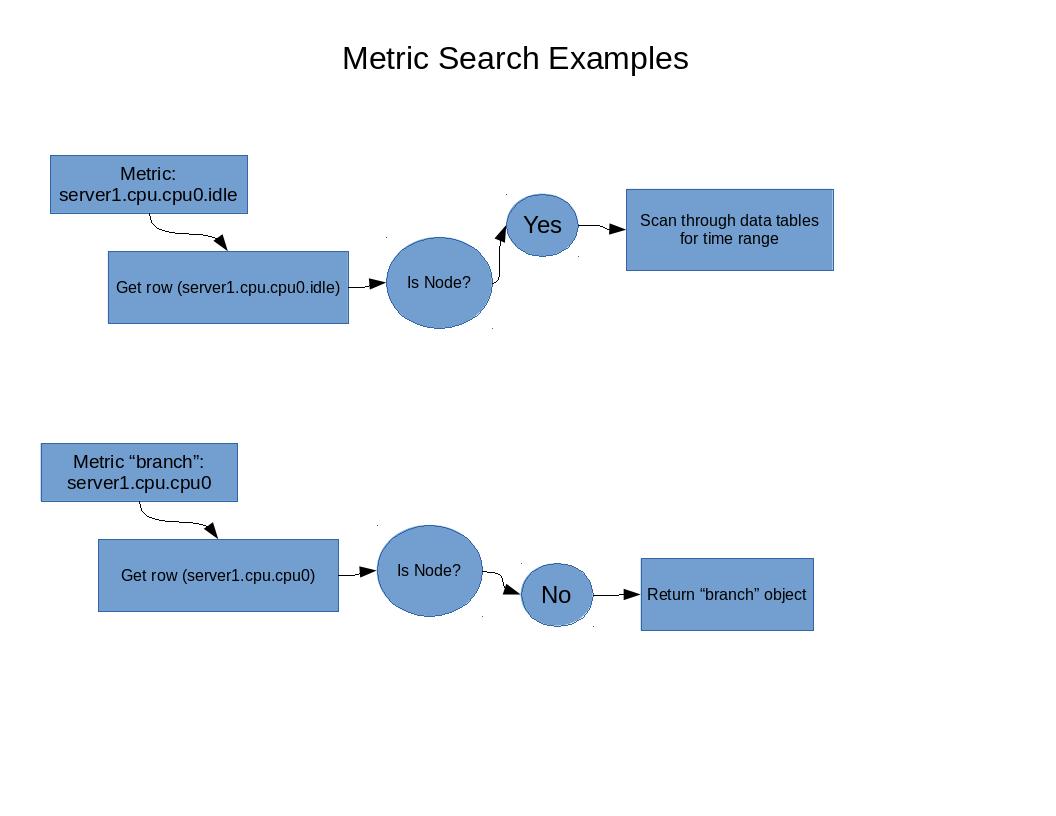 Metric Search Examples
Metric:
server1.cpu.cpu0.idle
Get row (server1.cpu.cpu0.idle)
Is Node?
Yes
Scan through data tables
for time range
Metric “branch”:
server1.cpu.cpu0
Get row (server1.cpu.cpu0)
Is Node?
No
Return “branch” object